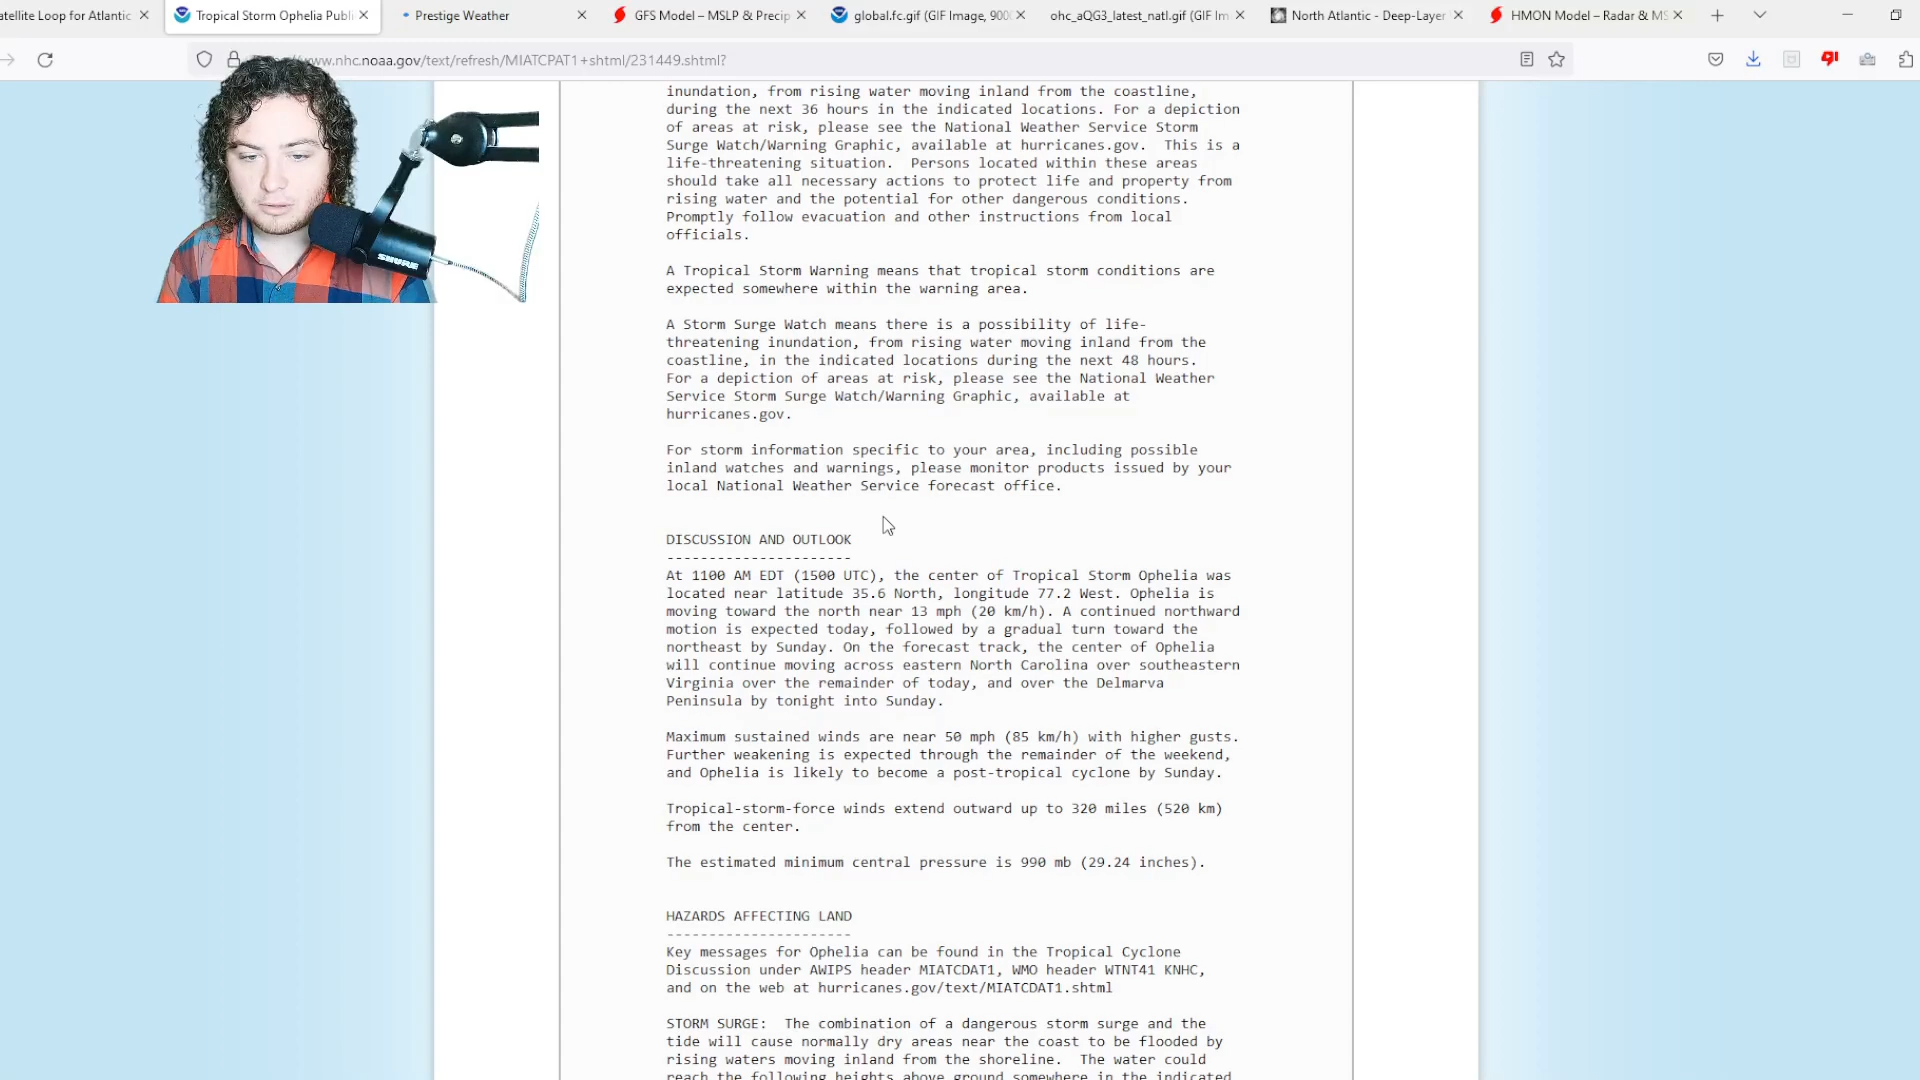 atellite Loop for Atlantic
Tropical Storm Ophelia Publi
Prestige Weather
GFS Model – MSLP & Precip
global.fc.gif (GIF Image, 900
ohc_aQG3_latest_natl.gif (GIF Im
North Atlantic - Deep-Layer
HMON Model – Radar & MS
www.nhc.noaa.gov/text/refresh/MIATCPAT1+shtml/231449.shtml?
inundation, from rising water moving inland from the coastline,
during the next 36 hours in the indicated locations. For a depiction
of areas at risk, please see the National Weather Service Storm
Surge Watch/Warning Graphic, available at hurricanes.gov.  This is a
life-threatening situation.  Persons located within these areas
should take all necessary actions to protect life and property from
rising water and the potential for other dangerous conditions.
Promptly follow evacuation and other instructions from local
officials.
A Tropical Storm Warning means that tropical storm conditions are
expected somewhere within the warning area.
A Storm Surge Watch means there is a possibility of life-
threatening inundation, from rising water moving inland from the
coastline, in the indicated locations during the next 48 hours.
For a depiction of areas at risk, please see the National Weather
Service Storm Surge Watch/Warning Graphic, available at
hurricanes.gov.
For storm information specific to your area, including possible
inland watches and warnings, please monitor products issued by your
local National Weather Service forecast office.
DISCUSSION AND OUTLOOK
----------------------
At 1100 AM EDT (1500 UTC), the center of Tropical Storm Ophelia was
located near latitude 35.6 North, longitude 77.2 West. Ophelia is
moving toward the north near 13 mph (20 km/h). A continued northward
motion is expected today, followed by a gradual turn toward the
northeast by Sunday. On the forecast track, the center of Ophelia
will continue moving across eastern North Carolina over southeastern
Virginia over the remainder of today, and over the Delmarva
Peninsula by tonight into Sunday.
Maximum sustained winds are near 50 mph (85 km/h) with higher gusts.
Further weakening is expected through the remainder of the weekend,
and Ophelia is likely to become a post-tropical cyclone by Sunday.
Tropical-storm-force winds extend outward up to 320 miles (520 km)
from the center.
The estimated minimum central pressure is 990 mb (29.24 inches).
HAZARDS AFFECTING LAND
----------------------
Key messages for Ophelia can be found in the Tropical Cyclone
Discussion under AWIPS header MIATCDAT1, WMO header WTNT41 KNHC,
and on the web at hurricanes.gov/text/MIATCDAT1.shtml
STORM SURGE:  The combination of a dangerous storm surge and the
tide will cause normally dry areas near the coast to be flooded by
rising waters moving inland from the shoreline.  The water could
reach the following heights above ground somewhere in the indicated
SHURE